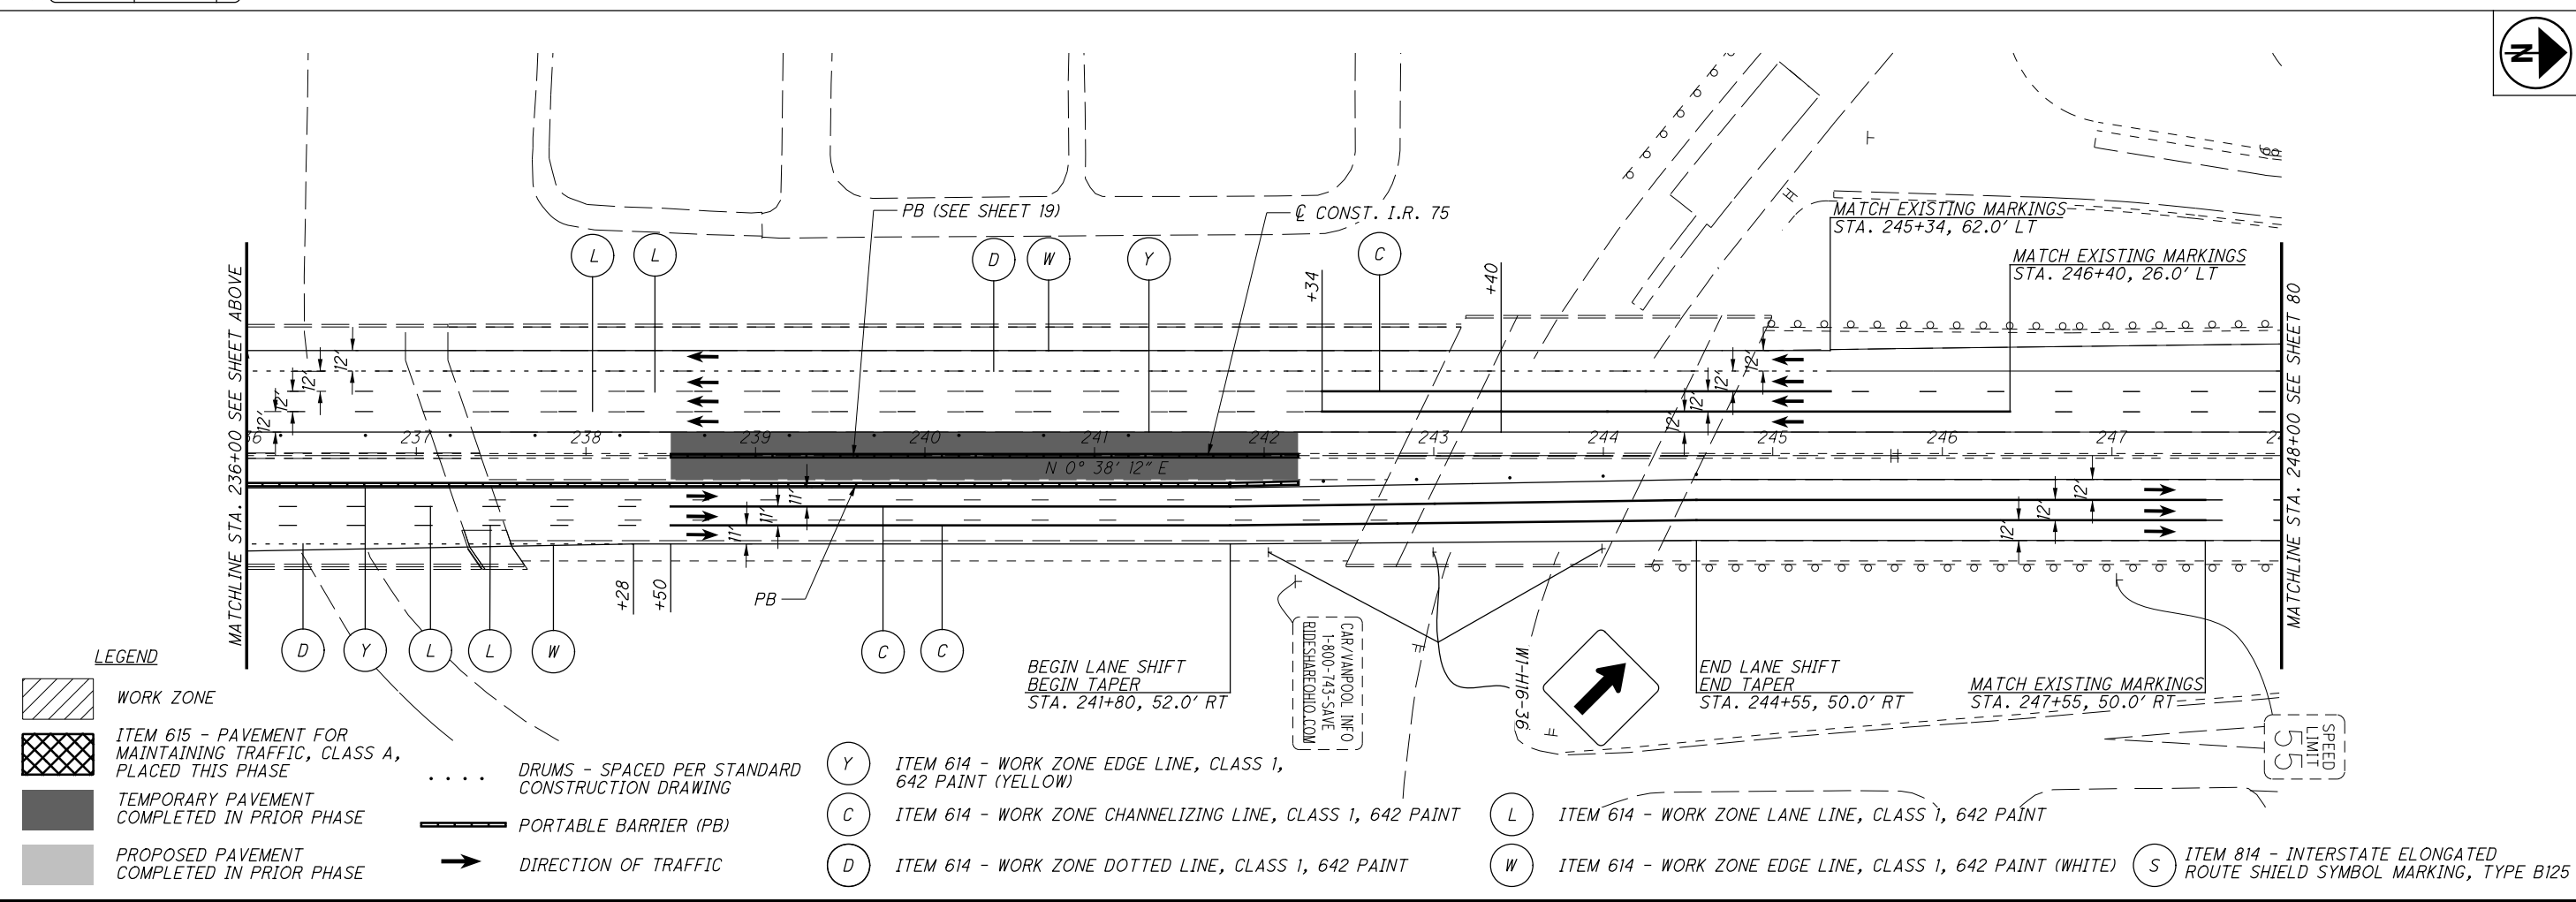 N
PB (SEE SHEET 19)
℄ CONST. I.R. 75
MATCH EXISTING MARKINGS
STA. 245+34, 62.0' LT
MATCH EXISTING MARKINGS
STA. 246+40, 26.0' LT
L
L
D
W
Y
C
+34
+40
MATCHLINE STA. 236+00 SEE SHEET ABOVE
MATCHLINE STA. 248+00 SEE SHEET 80
12'
12'
12'
12'
12'
12'
12'
12'
36
237
238
239
240
241
242
243
244
245
246
247
24
N 0° 38' 12" E
11'
11'
11'
12'
12'
12'
+28
+50
PB
D
Y
L
L
W
C
C
BEGIN LANE SHIFT
BEGIN TAPER
STA. 241+80, 52.0' RT
CAR/VANPOOL INFO
1-800-743-SAVE
RIDESHAREOHIO.COM
W1-H16-36
END LANE SHIFT
END TAPER
STA. 244+55, 50.0' RT
MATCH EXISTING MARKINGS
STA. 247+55, 50.0' RT
SPEED
LIMIT
55
LEGEND
WORK ZONE
ITEM 615 - PAVEMENT FOR
MAINTAINING TRAFFIC, CLASS A,
PLACED THIS PHASE
TEMPORARY PAVEMENT
COMPLETED IN PRIOR PHASE
PROPOSED PAVEMENT
COMPLETED IN PRIOR PHASE
DRUMS - SPACED PER STANDARD
CONSTRUCTION DRAWING
PORTABLE BARRIER (PB)
DIRECTION OF TRAFFIC
Y ITEM 614 - WORK ZONE EDGE LINE, CLASS 1,
642 PAINT (YELLOW)
C ITEM 614 - WORK ZONE CHANNELIZING LINE, CLASS 1, 642 PAINT
D ITEM 614 - WORK ZONE DOTTED LINE, CLASS 1, 642 PAINT
L ITEM 614 - WORK ZONE LANE LINE, CLASS 1, 642 PAINT
W ITEM 614 - WORK ZONE EDGE LINE, CLASS 1, 642 PAINT (WHITE)
S ITEM 814 - INTERSTATE ELONGATED
ROUTE SHIELD SYMBOL MARKING, TYPE B125